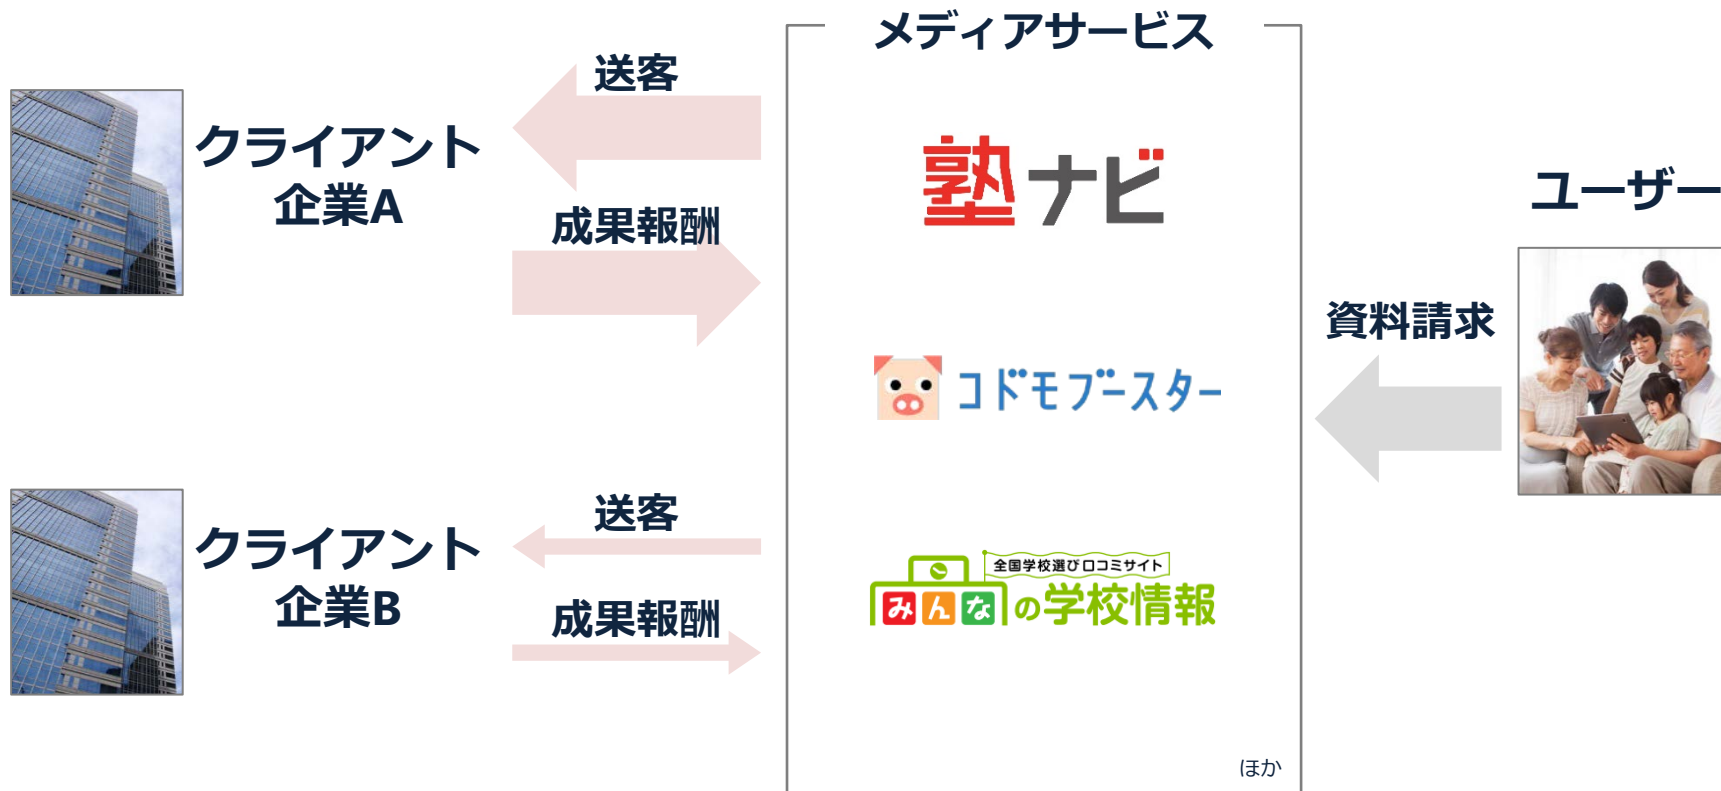 メディアサービス
送客
クライアント
企業A
成果報酬
塾ナビ
ユーザー
資料請求
コドモブースター
送客
クライアント
企業B
成果報酬
全国学校選び口コミサイト
みんなの学校情報
ほか